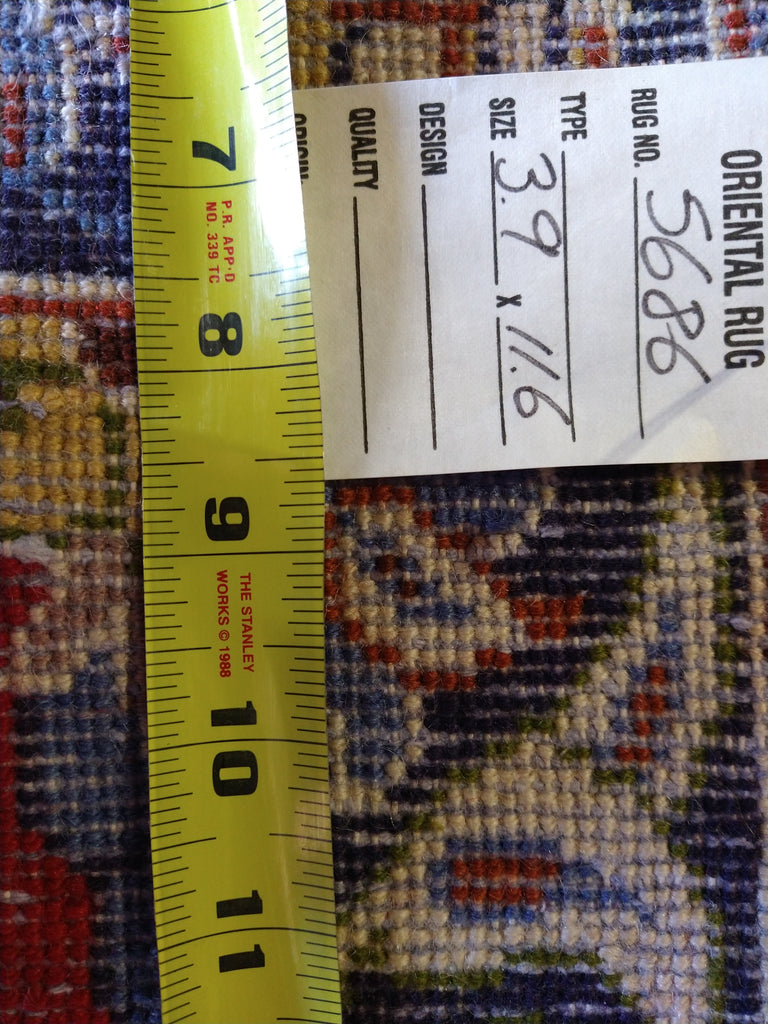 7
P.R. APP'D
NO. 339 TC
8
9
THE STANLEY
WORKS © 1988
10
11
ORIENTAL RUG
RUG NO. 5686
TYPE
SIZE 3.9 X 11.6
DESIGN
QUALITY
ORIGIN